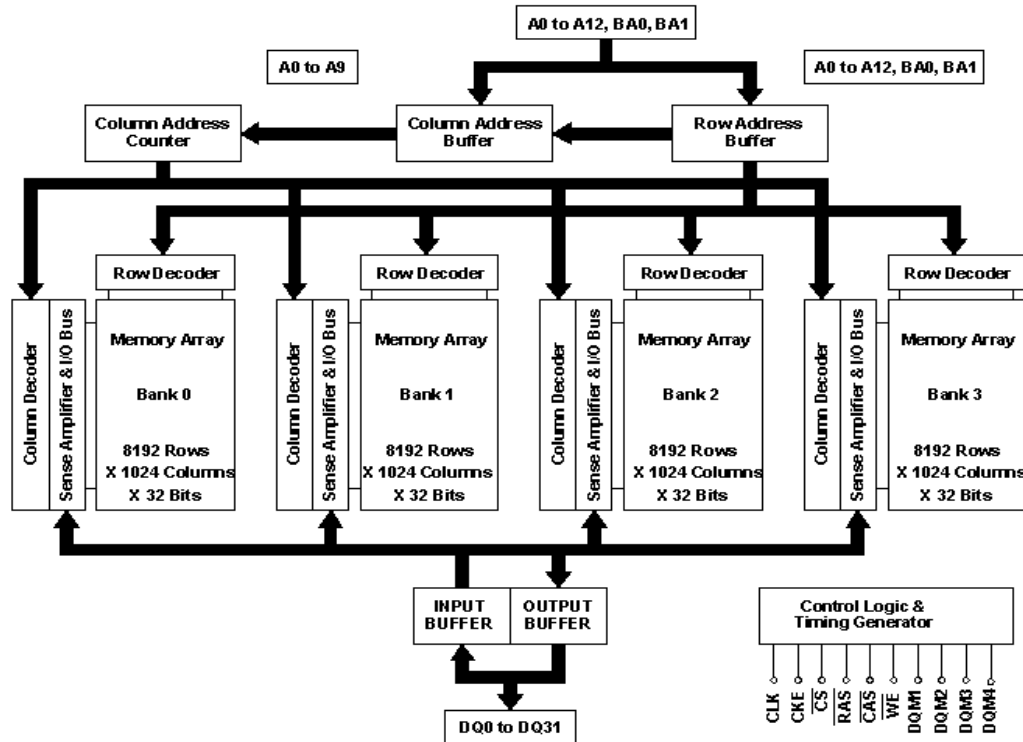 A0 to A12, BA0, BA1
A0 to A9
A0 to A12, BA0, BA1
Column Address
Counter
Column Address
Buffer
Row Address
Buffer
Row Decoder
Column Decoder
Sense Amplifier & I/O Bus
Memory Array
Bank 0
8192 Rows
X 1024 Columns
X 32 Bits
Row Decoder
Column Decoder
Sense Amplifier & I/O Bus
Memory Array
Bank 1
8192 Rows
X 1024 Columns
X 32 Bits
Row Decoder
Column Decoder
Sense Amplifier & I/O Bus
Memory Array
Bank 2
8192 Rows
X 1024 Columns
X 32 Bits
Row Decoder
Column Decoder
Sense Amplifier & I/O Bus
Memory Array
Bank 3
8192 Rows
X 1024 Columns
X 32 Bits
INPUT
BUFFER
OUTPUT
BUFFER
DQ0 to DQ31
Control Logic &
Timing Generator
CLK
CKE
CS
RAS
CAS
WE
DQM1
DQM2
DQM3
DQM4